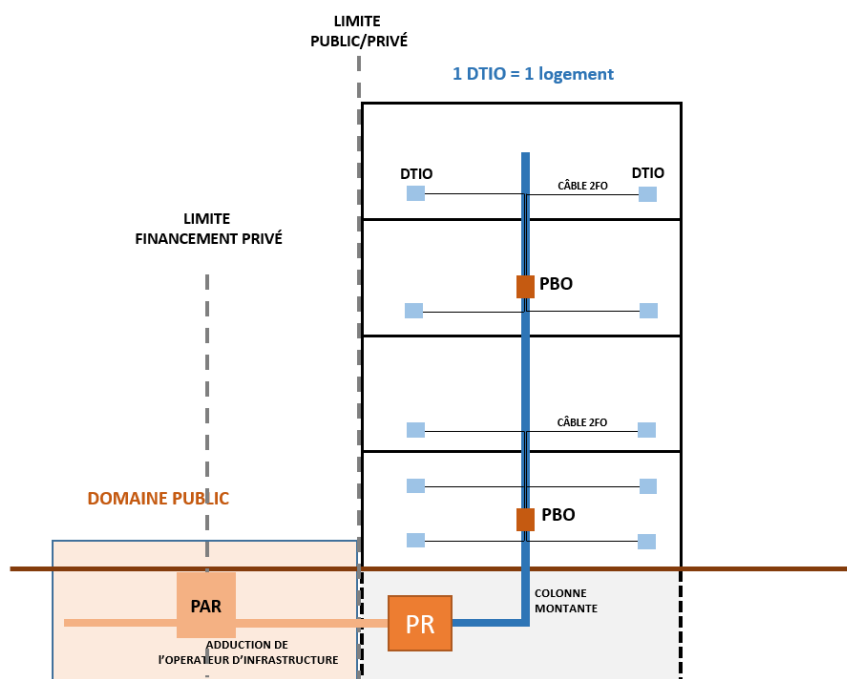 LIMITE
PUBLIC/PRIVÉ
1 DTIO = 1 logement
DTIO
DTIO
CÂBLE 2FO
LIMITE
FINANCEMENT PRIVÉ
PBO
CÂBLE 2FO
DOMAINE PUBLIC
PBO
COLONNE
MONTANTE
PAR
PR
ADDUCTION DE
l'OPERATEUR D'INFRASTRUCTURE